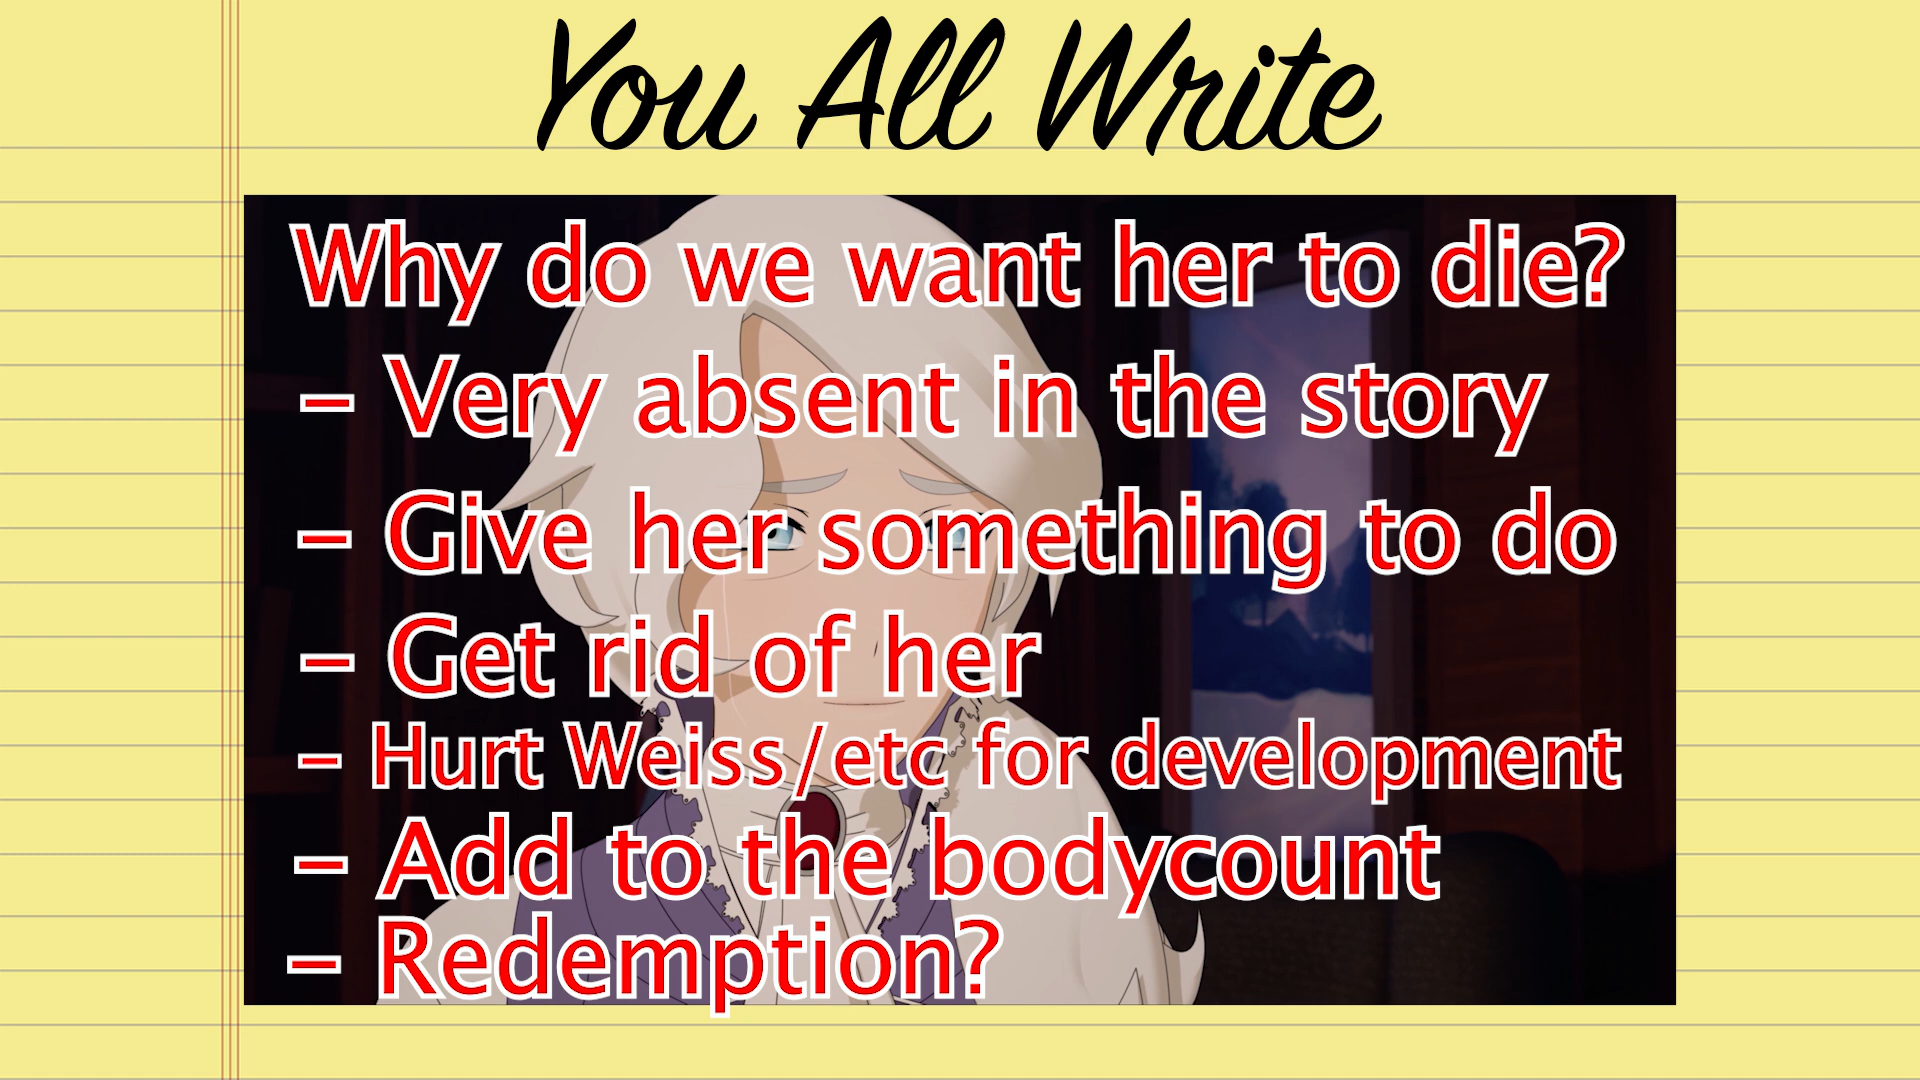 You All Write
Why do we want her to die?
- Very absent in the story
- Give her something to do
- Get rid of her
- Hurt Weiss/etc for development
- Add to the bodycount
- Redemption?